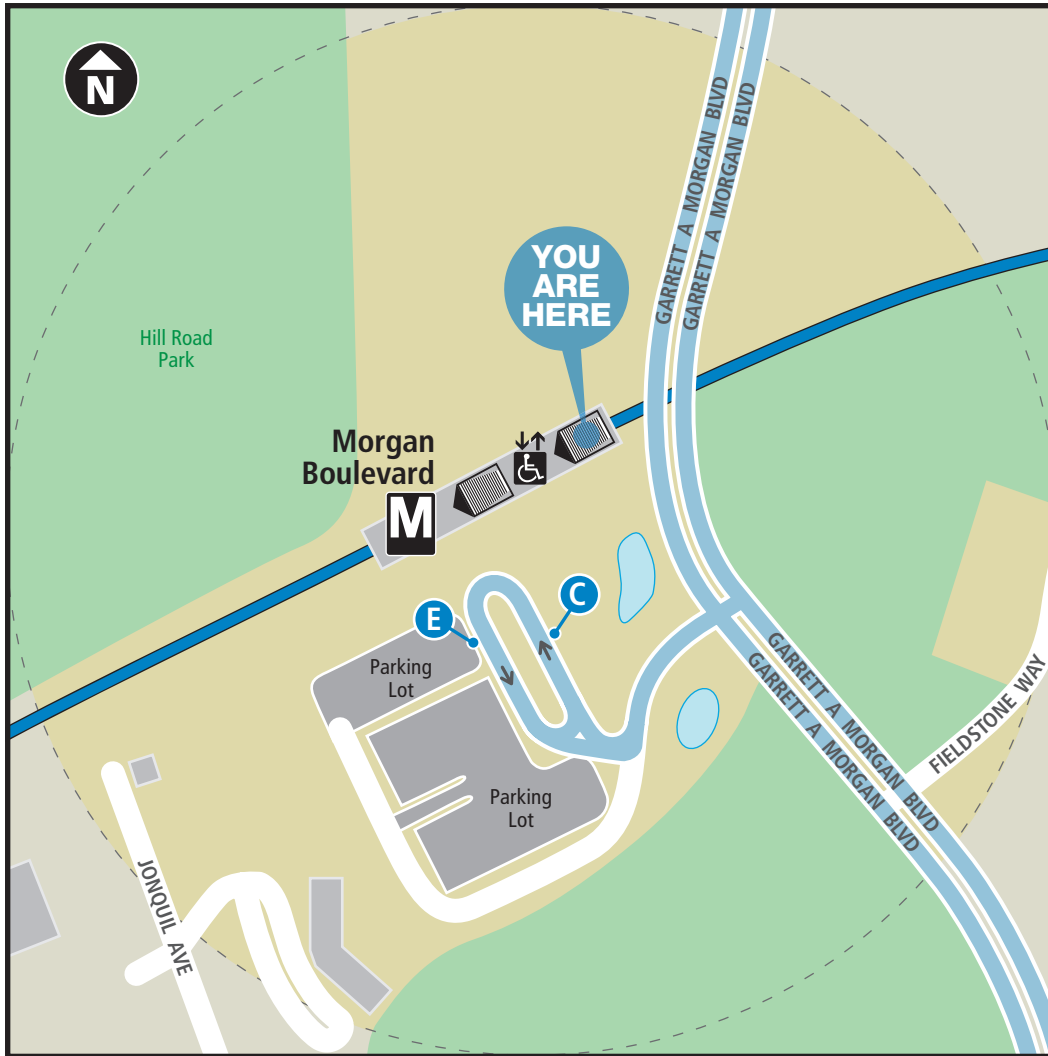 N
GARRETT A MORGAN BLVD
GARRETT A MORGAN BLVD
YOU
ARE
HERE
Hill Road
Park
Morgan
Boulevard
M
C
E
Parking
Lot
Parking
Lot
GARRETT A MORGAN BLVD
GARRETT A MORGAN BLVD
FIELDSTONE WAY
JONQUIL AVE